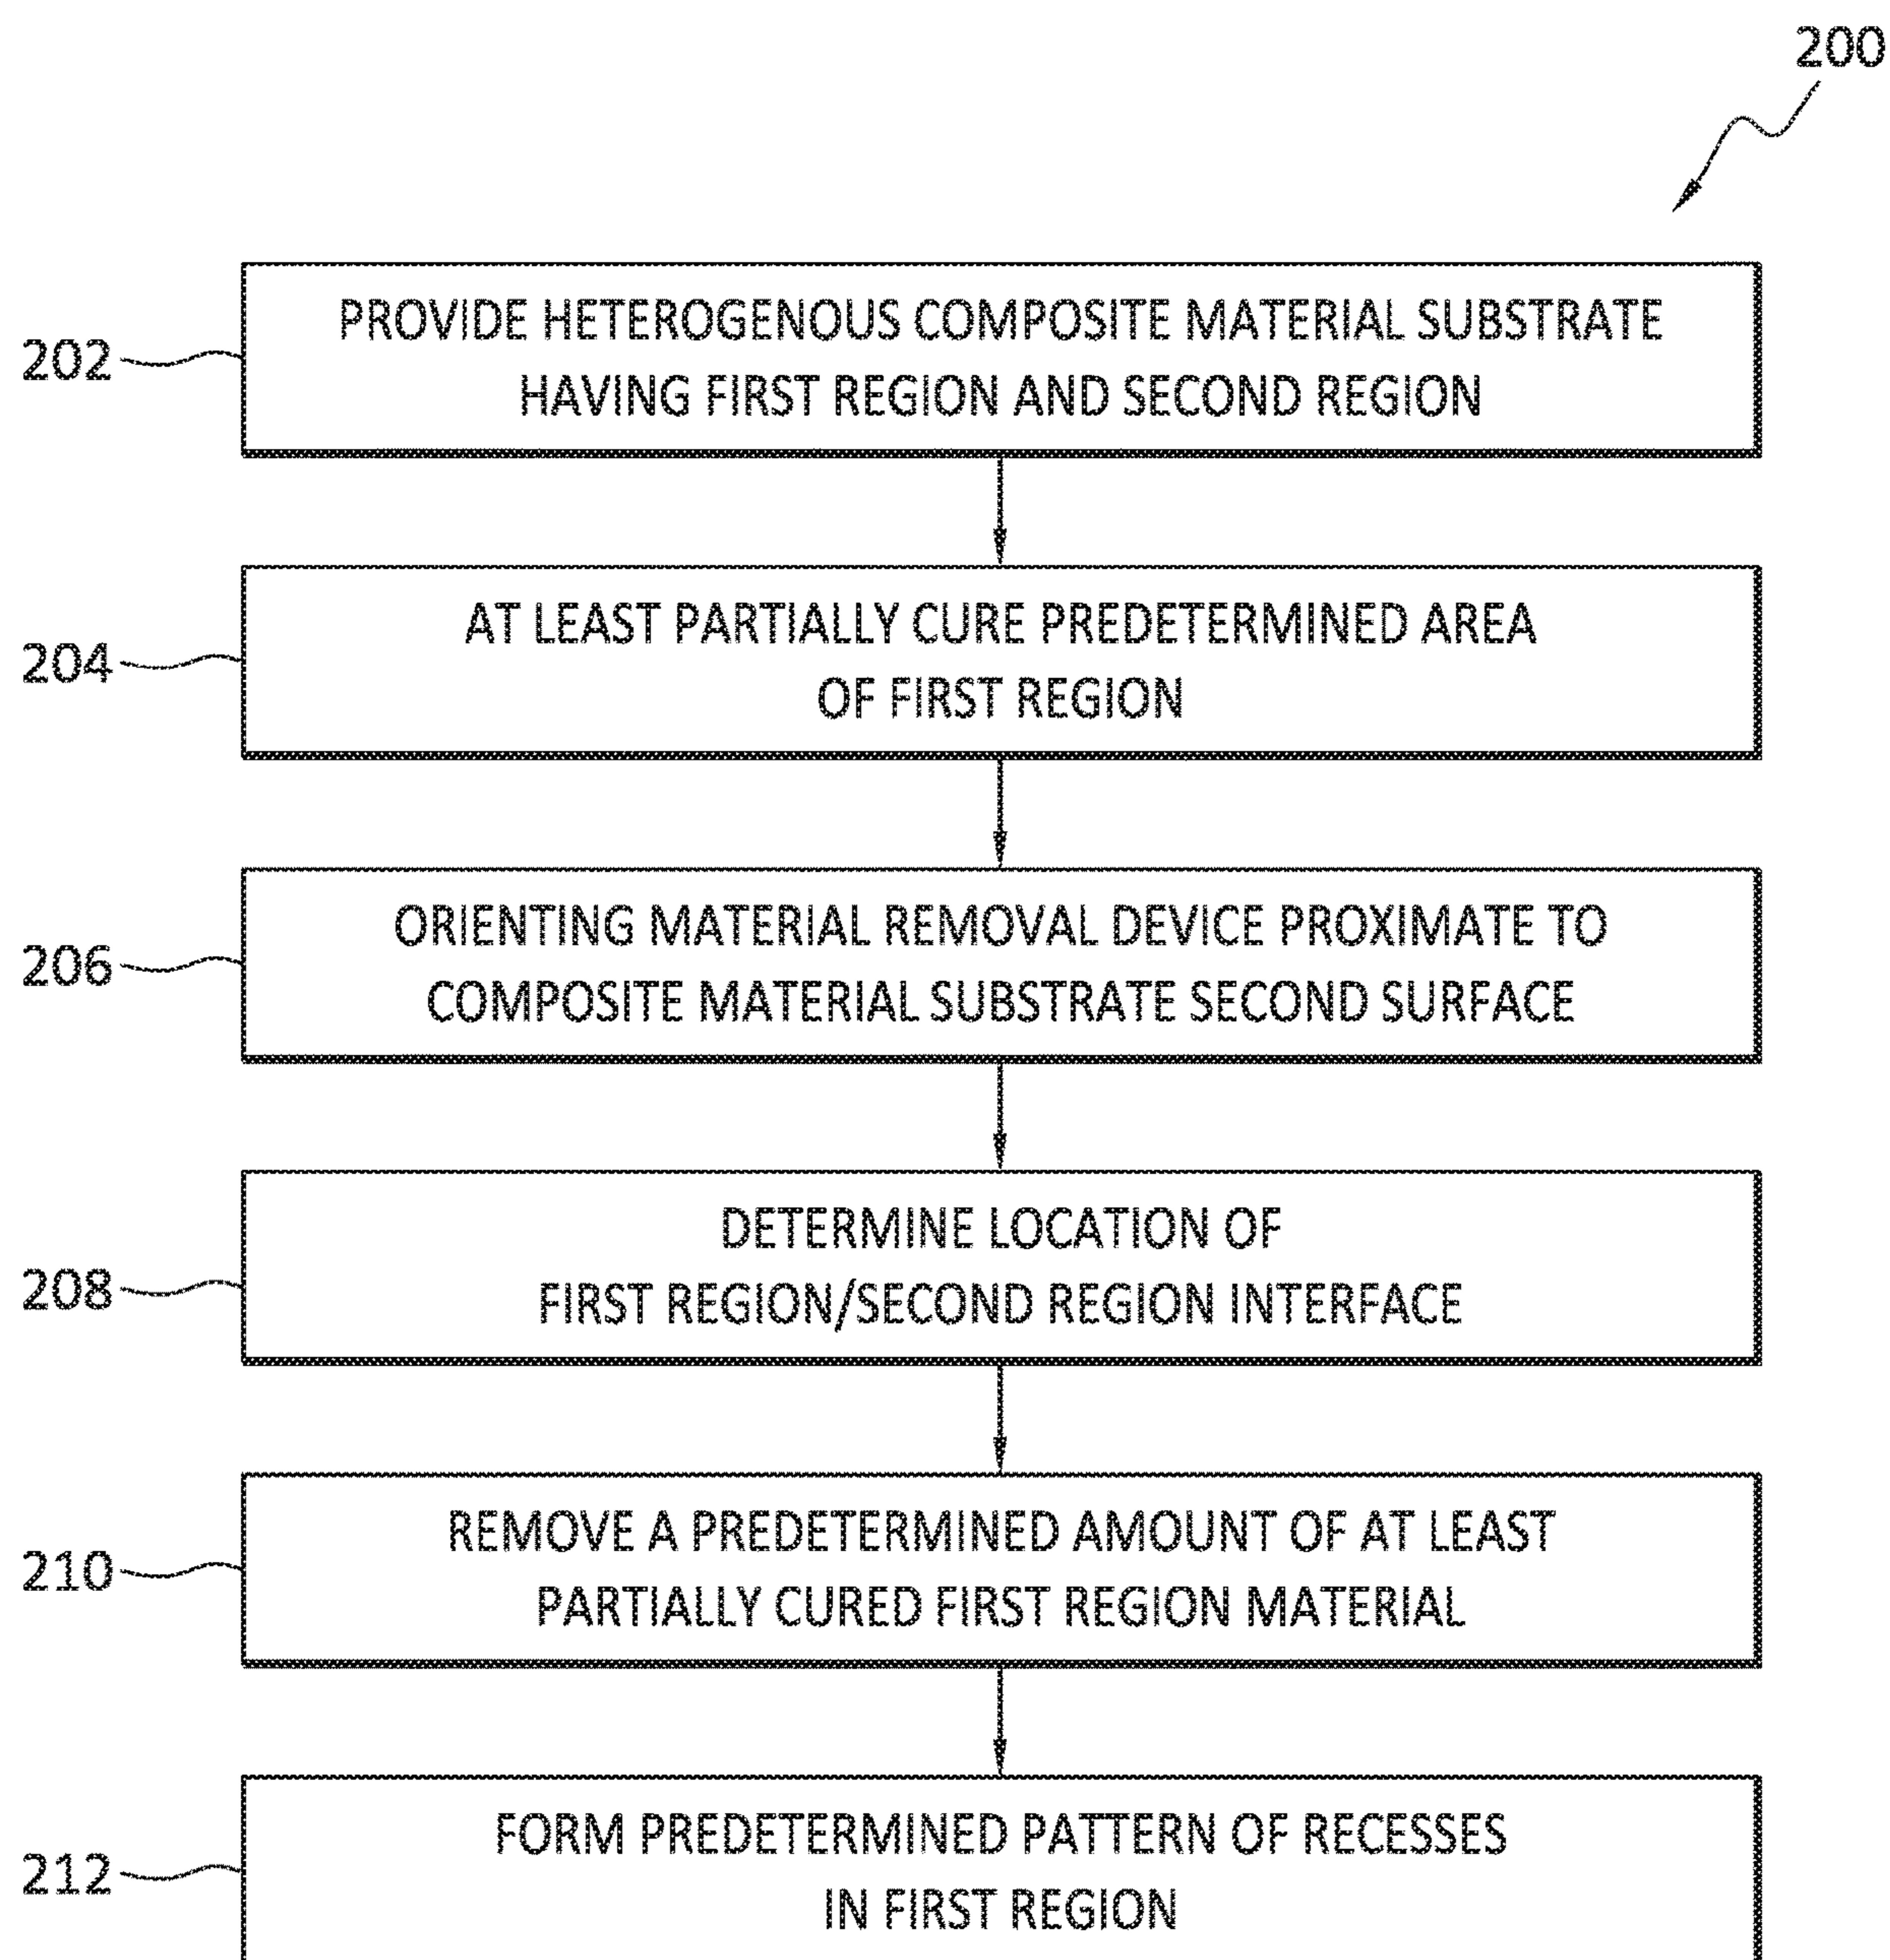 200
202
PROVIDE HETEROGENOUS COMPOSITE MATERIAL SUBSTRATE
HAVING FIRST REGION AND SECOND REGION
204
AT LEAST PARTIALLY CURE PREDETERMINED AREA
OF FIRST REGION
206
ORIENTING MATERIAL REMOVAL DEVICE PROXIMATE TO
COMPOSITE MATERIAL SUBSTRATE SECOND SURFACE
208
DETERMINE LOCATION OF
FIRST REGION/SECOND REGION INTERFACE
210
REMOVE A PREDETERMINED AMOUNT OF AT LEAST
PARTIALLY CURED FIRST REGION MATERIAL
212
FORM PREDETERMINED PATTERN OF RECESSES
IN FIRST REGION